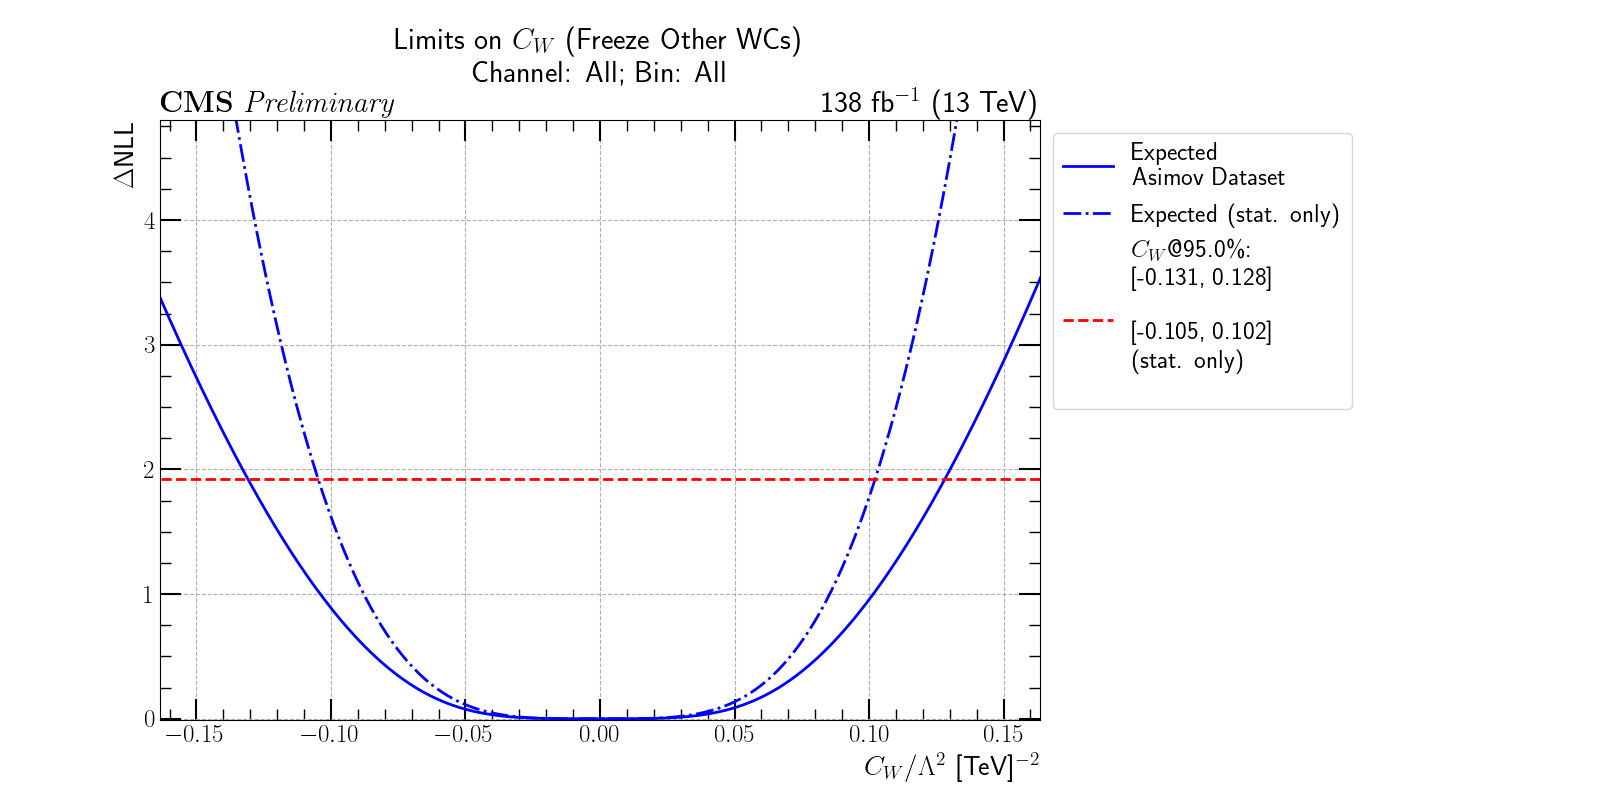 Limits on C_W (Freeze Other WCs)
Channel: All; Bin: All
CMS Preliminary
138 fb⁻¹ (13 TeV)
ΔNLL
4
3
2
1
0
−0.15 −0.10 −0.05 0.00 0.05 0.10 0.15
C_W/Λ² [TeV]⁻²
Expected
Asimov Dataset
Expected (stat. only)
C_W@95.0%:
[-0.131, 0.128]
[-0.105, 0.102]
(stat. only)